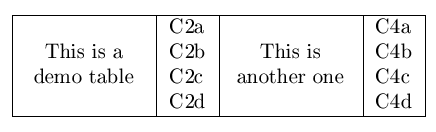 This is a
demo table
C2a
C2b
C2c
C2d
This is
another one
C4a
C4b
C4c
C4d